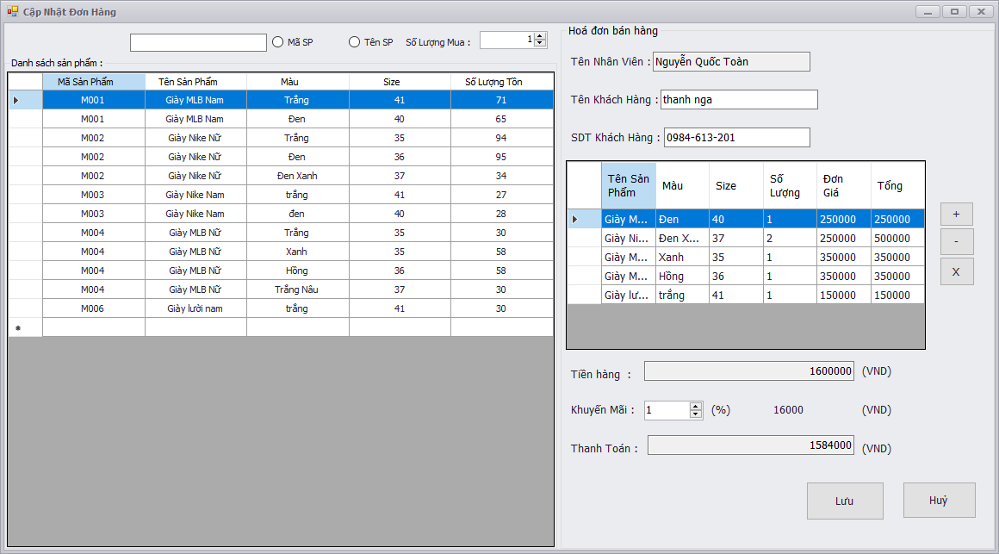 Cập Nhật Đơn Hàng
Mã SP Tên SP Số Lượng Mua : 1
Danh sách sản phẩm :
Mã Sản Phẩm Tên Sản Phẩm Màu Size Số Lượng Tồn
M001 Giày MLB Nam Trắng 41 71
M001 Giày MLB Nam Đen 40 65
M002 Giày Nike Nữ Trắng 35 94
M002 Giày Nike Nữ Đen 36 95
M002 Giày Nike Nữ Đen Xanh 37 34
M003 Giày Nike Nam trắng 41 27
M003 Giày Nike Nam đen 40 28
M004 Giày MLB Nữ Trắng 35 30
M004 Giày MLB Nữ Xanh 35 58
M004 Giày MLB Nữ Hồng 36 58
M004 Giày MLB Nữ Trắng Nâu 37 30
M006 Giày lười nam trắng 41 30
Hoá đơn bán hàng
Tên Nhân Viên : Nguyễn Quốc Toàn
Tên Khách Hàng : thanh nga
SDT Khách Hàng : 0984-613-201
Tên Sản Phẩm Màu Size Số Lượng Đơn Giá Tổng
Giày M... Đen 40 1 250000 250000
Giày Ni... Đen X... 37 2 250000 500000
Giày M... Xanh 35 1 350000 350000
Giày M... Hồng 36 1 350000 350000
Giày lư... trắng 41 1 150000 150000
+
-
X
Tiền hàng : 1600000 (VND)
Khuyến Mãi : 1 (%) 16000 (VND)
Thanh Toán : 1584000 (VND)
Lưu Huỷ